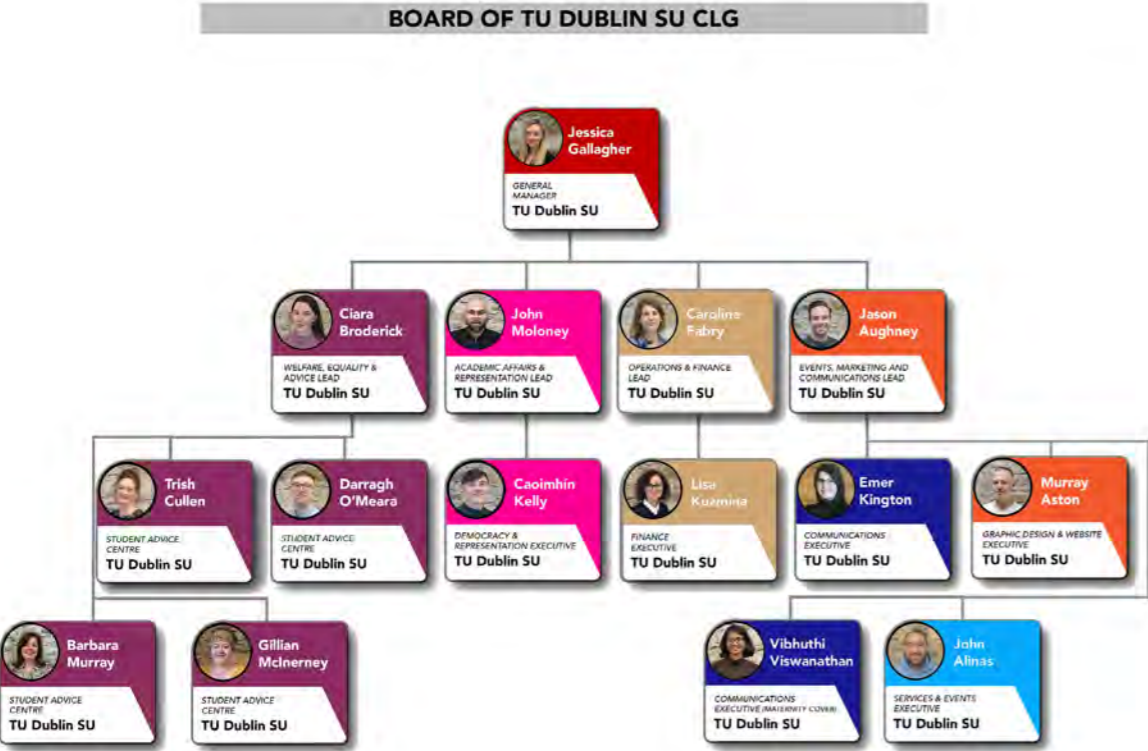 BOARD OF TU DUBLIN SU CLG
Jessica
Gallagher
GENERAL
MANAGER
TU Dublin SU
Ciara
Broderick
WELFARE, EQUALITY &
ADVICE LEAD
TU Dublin SU
John
Moloney
ACADEMIC AFFAIRS &
REPRESENTATION LEAD
TU Dublin SU
Caroline
Fabry
OPERATIONS & FINANCE
LEAD
TU Dublin SU
Jason
Aughney
EVENTS, MARKETING AND
COMMUNICATIONS LEAD
TU Dublin SU
Trish
Cullen
STUDENT ADVICE
CENTRE
TU Dublin SU
Darragh
O'Meara
STUDENT ADVICE
CENTRE
TU Dublin SU
Caoimhín
Kelly
DEMOCRACY &
REPRESENTATION EXECUTIVE
TU Dublin SU
Lisa
Kuzmina
FINANCE
EXECUTIVE
TU Dublin SU
Emer
Kington
COMMUNICATIONS
EXECUTIVE
TU Dublin SU
Murray
Aston
GRAPHIC DESIGN & WEBSITE
EXECUTIVE
TU Dublin SU
Barbara
Murray
STUDENT ADVICE
CENTRE
TU Dublin SU
Gillian
McInerney
STUDENT ADVICE
CENTRE
TU Dublin SU
Vibhuthi
Viswanathan
COMMUNICATIONS
EXECUTIVE (MATERNITY COVER)
TU Dublin SU
John
Alinas
SERVICES & EVENTS
EXECUTIVE
TU Dublin SU